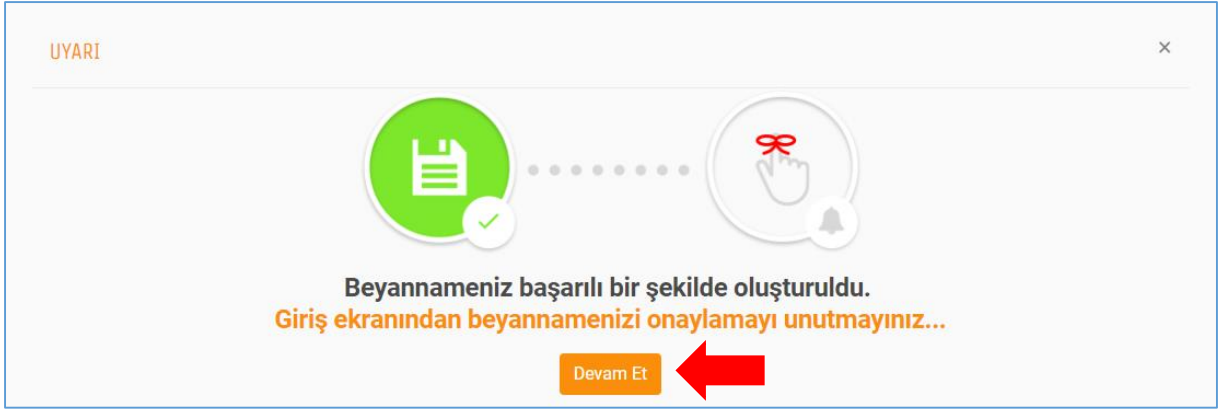 UYARI
×
Beyannameniz başarılı bir şekilde oluşturuldu.
Giriş ekranından beyannamenizi onaylamayı unutmayınız...
Devam Et